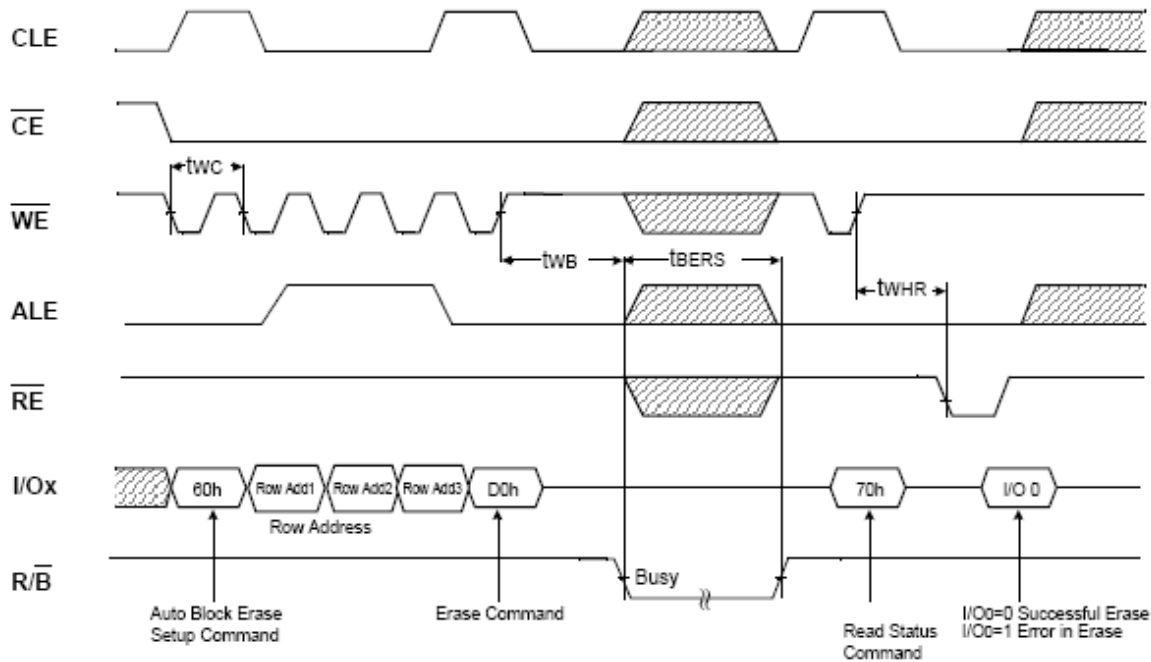 CLE
CE
tWC
WE
tWB
tBERS
tWHR
ALE
RE
I/Ox
60h
Row Add1
Row Add2
Row Add3
D0h
70h
I/O 0
Row Address
R/B
Busy
Auto Block Erase
Setup Command
Erase Command
Read Status
Command
I/O0=0 Successful Erase
I/O0=1 Error in Erase